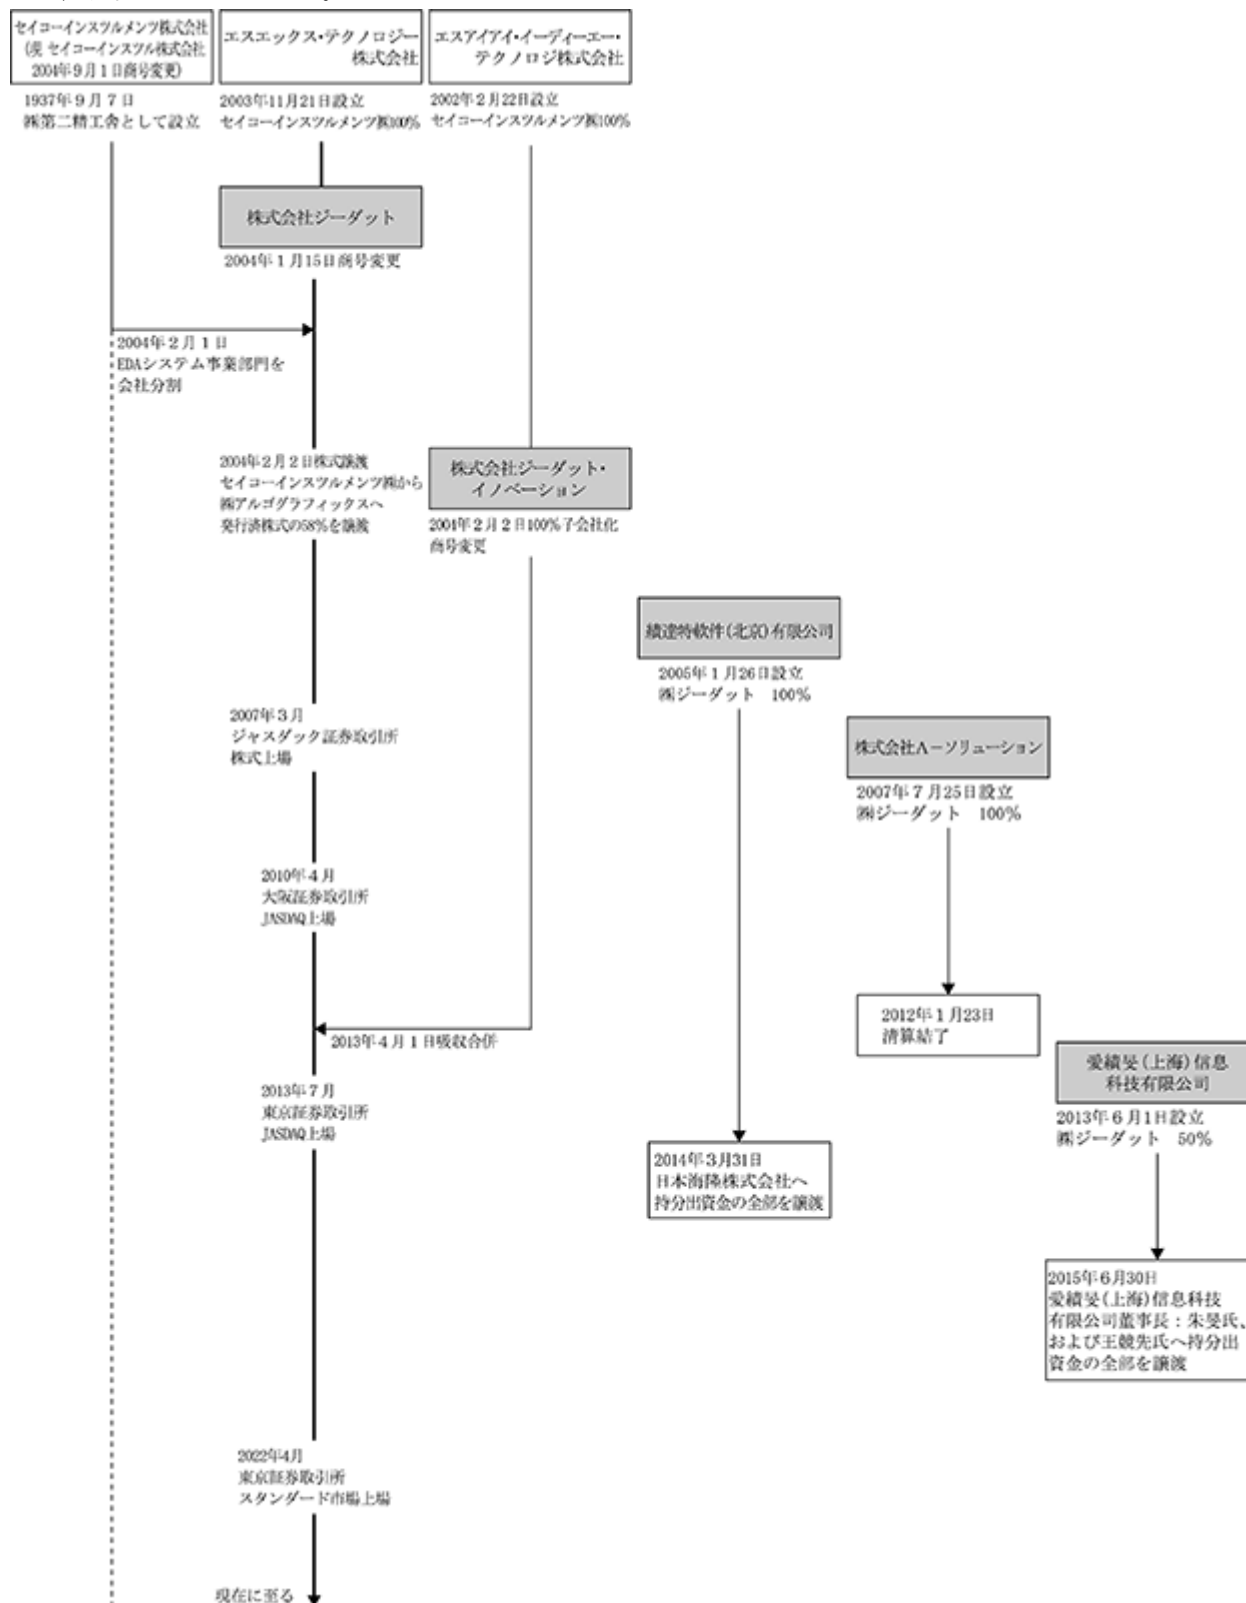 セイコーインスツルメンツ株式会社
(現 セイコーインスツル株式会社
2004年9月1日商号変更)
1937年9月7日
㈱第二精工舎として設立
エスエックス・テクノロジー
株式会社
2003年11月21日設立
セイコーインスツルメンツ㈱100%
エスアイアイ・イーディーエー・
テクノロジ株式会社
2002年2月22日設立
セイコーインスツルメンツ㈱100%
株式会社ジーダット
2004年1月15日商号変更
2004年2月1日
EDAシステム事業部門を
会社分割
2004年2月2日株式譲渡
セイコーインスツルメンツ㈱から
㈱アルゴグラフィックスへ
発行済株式の58%を譲渡
株式会社ジーダット・
イノベーション
2004年2月2日100%子会社化
商号変更
績達特軟件(北京)有限公司
2005年1月26日設立
㈱ジーダット 100%
2007年3月
ジャスダック証券取引所
株式上場
株式会社A-ソリューション
2007年7月25日設立
㈱ジーダット 100%
2010年4月
大阪証券取引所
JASDAQ上場
2012年1月23日
清算結了
2013年4月1日吸収合併
愛績旻(上海)信息
科技有限公司
2013年6月1日設立
㈱ジーダット 50%
2013年7月
東京証券取引所
JASDAQ上場
2014年3月31日
日本海隆株式会社へ
持分出資金の全部を譲渡
2015年6月30日
愛績旻(上海)信息科技
有限公司董事長:朱旻氏、
および王競先氏へ持分出
資金の全部を譲渡
2022年4月
東京証券取引所
スタンダード市場上場
現在に至る